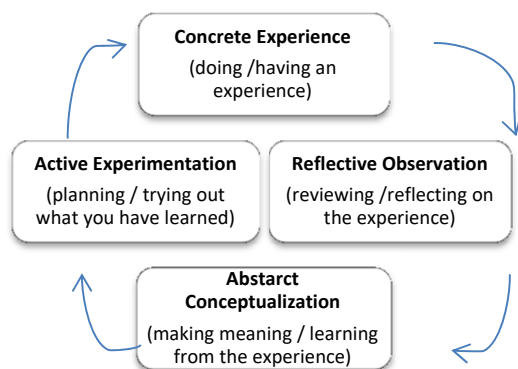 Concrete Experience
(doing /having an
experience)
Active Experimentation
(planning / trying out
what you have learned)
Reflective Observation
(reviewing /reflecting on
the experience)
Abstarct
Conceptualization
(making meaning / learning
from the experience)